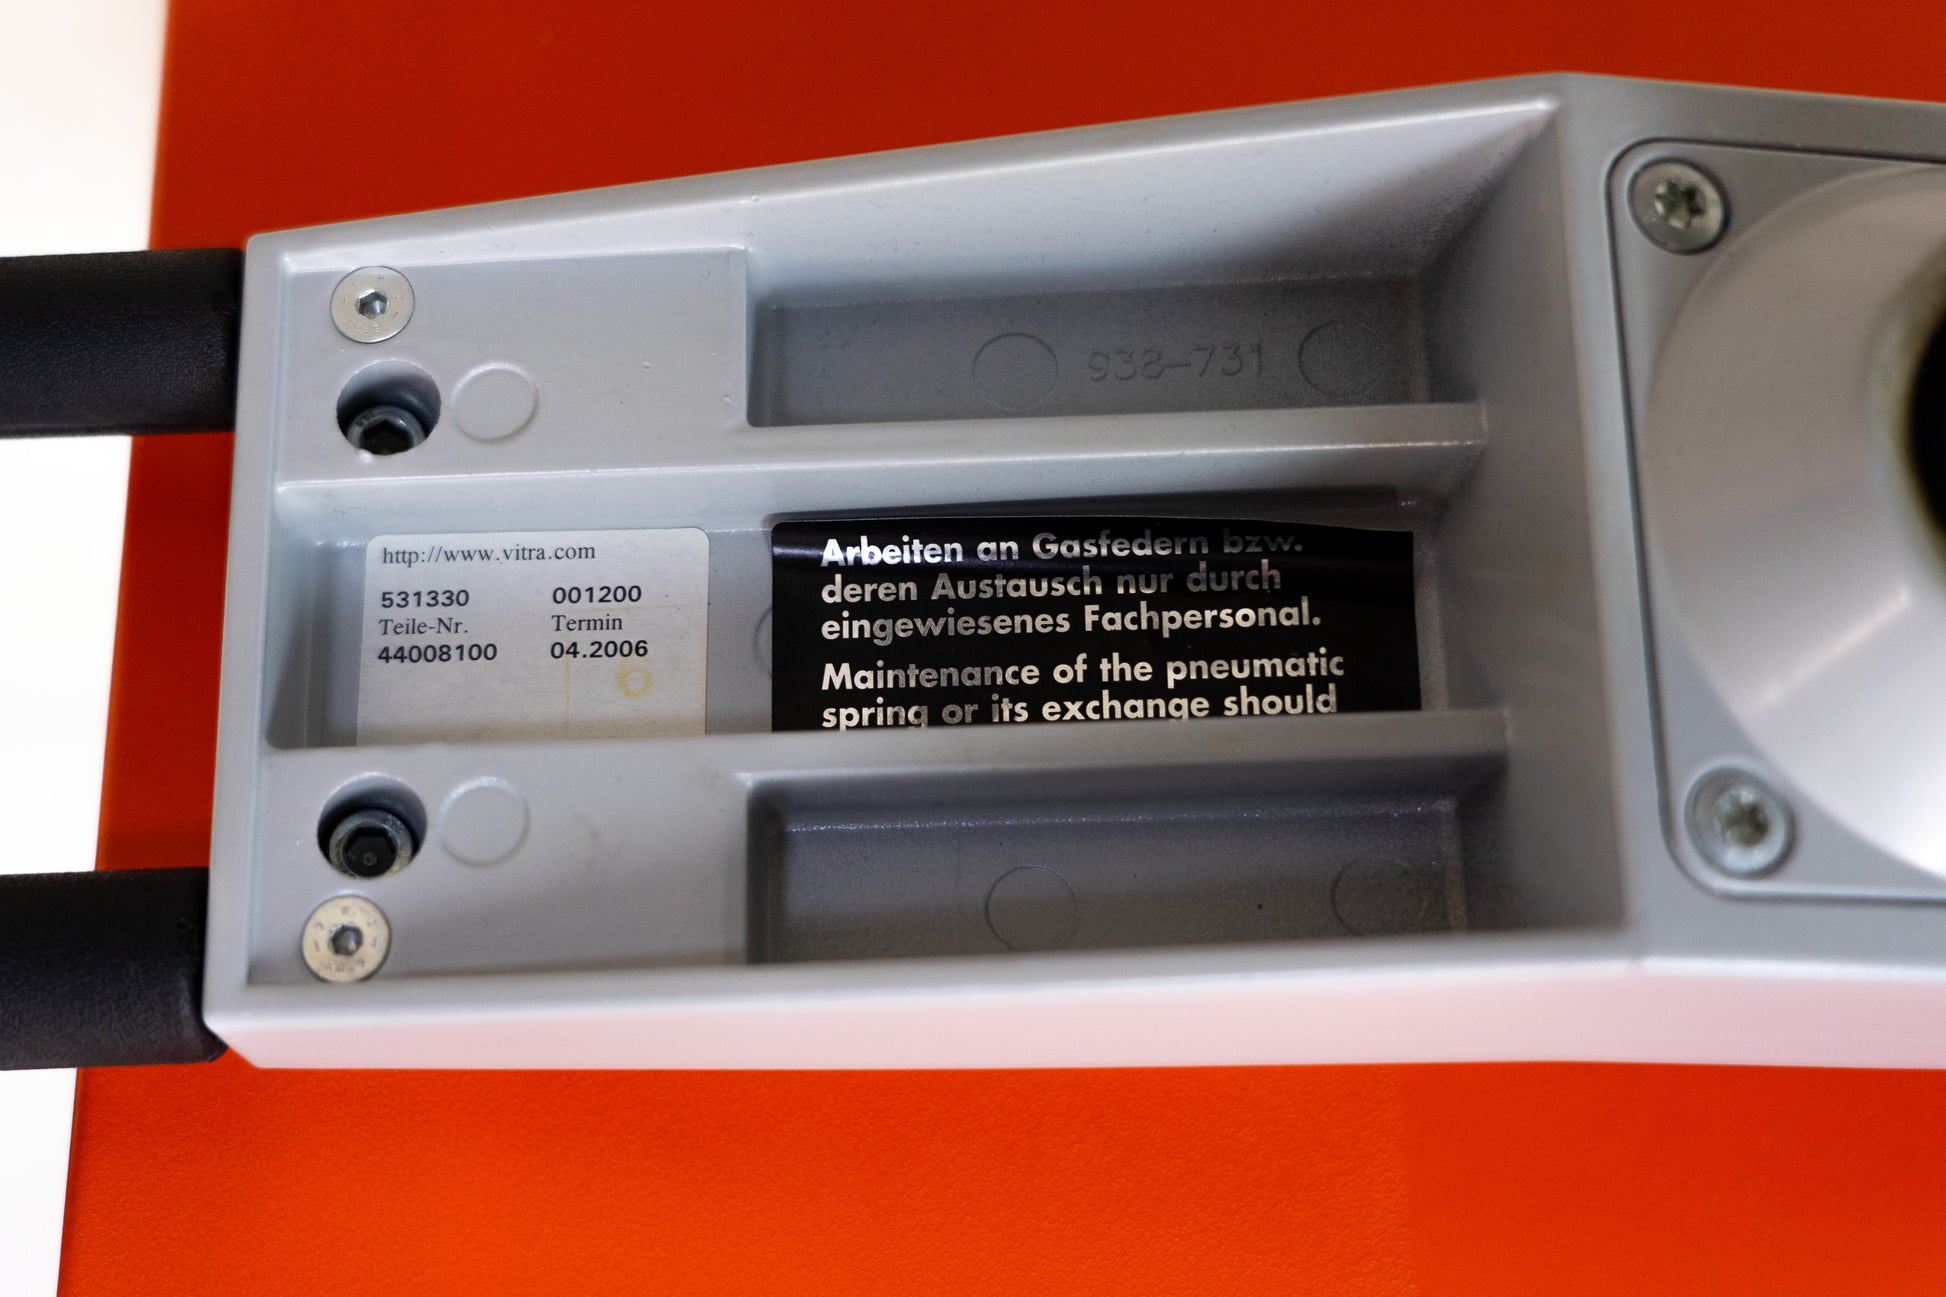 938-731
http://www.vitra.com
531330 001200
Teile-Nr. Termin
44008100 04.2006
6
Arbeiten an Gasfedern bzw.
deren Austausch nur durch
eingewiesenes Fachpersonal.
Maintenance of the pneumatic
spring or its exchange should